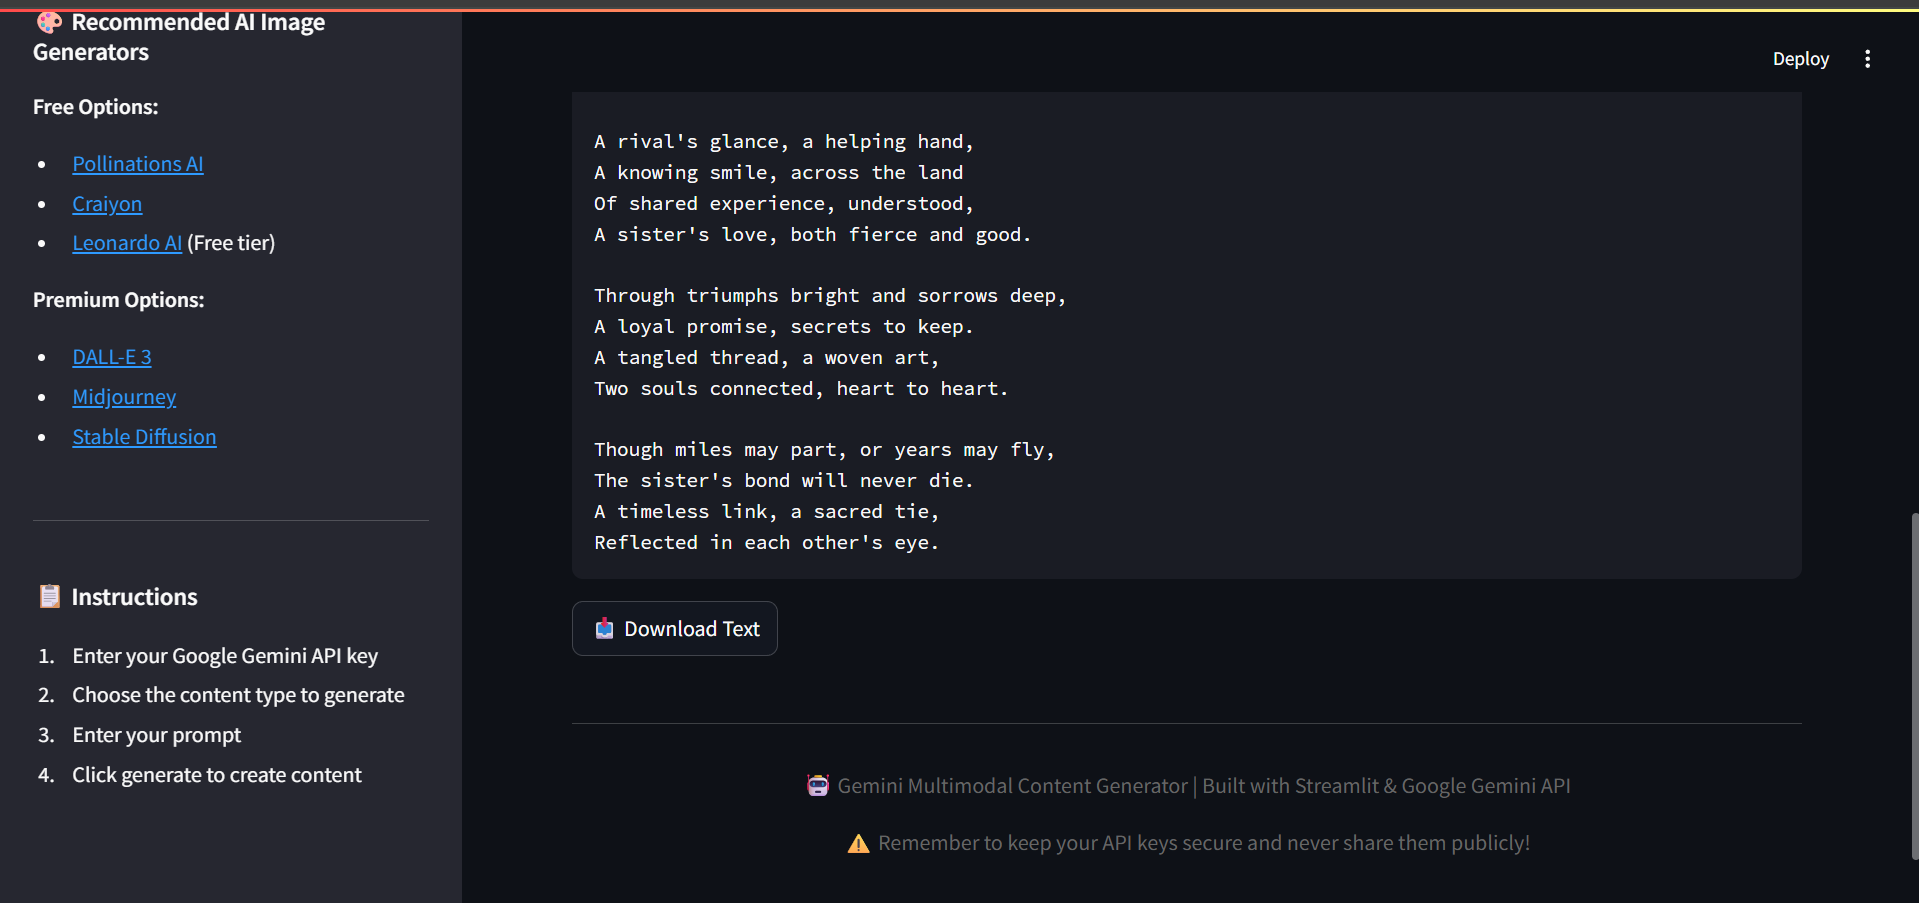 🎨 Recommended AI Image
Generators
Free Options:
• Pollinations AI
• Craiyon
• Leonardo AI (Free tier)
Premium Options:
• DALL-E 3
• Midjourney
• Stable Diffusion
📋 Instructions
1. Enter your Google Gemini API key
2. Choose the content type to generate
3. Enter your prompt
4. Click generate to create content
Deploy
A rival's glance, a helping hand,
A knowing smile, across the land
Of shared experience, understood,
A sister's love, both fierce and good.
Through triumphs bright and sorrows deep,
A loyal promise, secrets to keep.
A tangled thread, a woven art,
Two souls connected, heart to heart.
Though miles may part, or years may fly,
The sister's bond will never die.
A timeless link, a sacred tie,
Reflected in each other's eye.
📥 Download Text
🤖 Gemini Multimodal Content Generator | Built with Streamlit & Google Gemini API
⚠️ Remember to keep your API keys secure and never share them publicly!